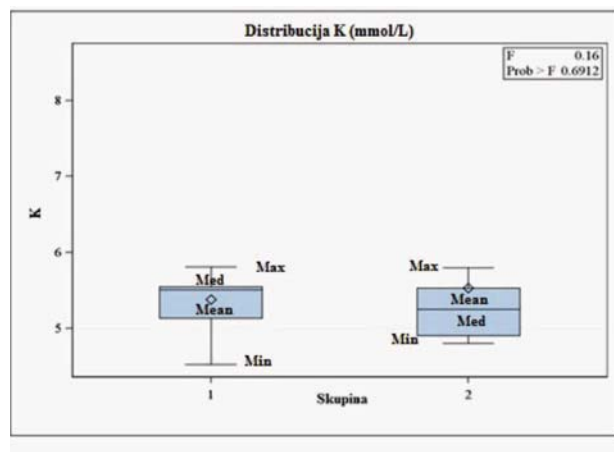 Distribucija K (mmol/L)
F 0.16
Prob > F 0.6912
8
7
6
5
K
Max
Med
Mean
Min
Max
Mean
Med
Min
1
2
Skupina